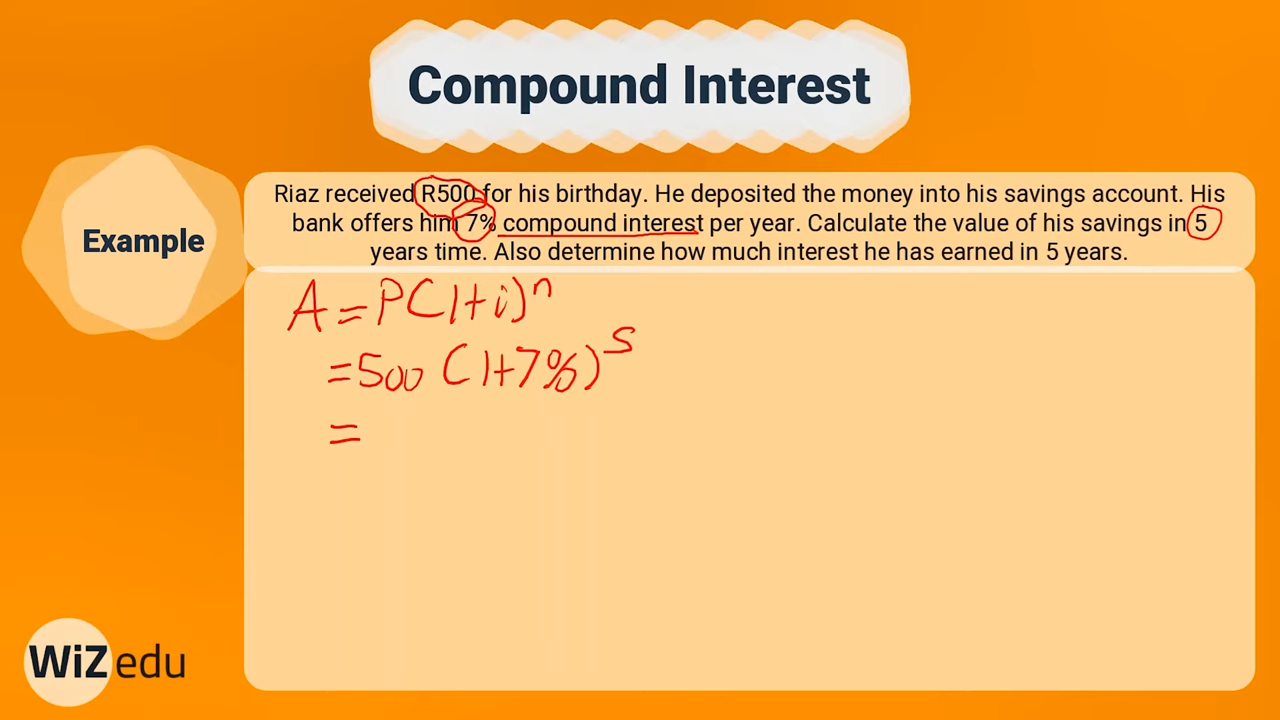 Compound Interest
Example
Riaz received R500 for his birthday. He deposited the money into his savings account. His
bank offers him 7% compound interest per year. Calculate the value of his savings in 5
years time. Also determine how much interest he has earned in 5 years.
A = P(1+i)^n
= 500 (1+7%)^5
=
WiZ edu